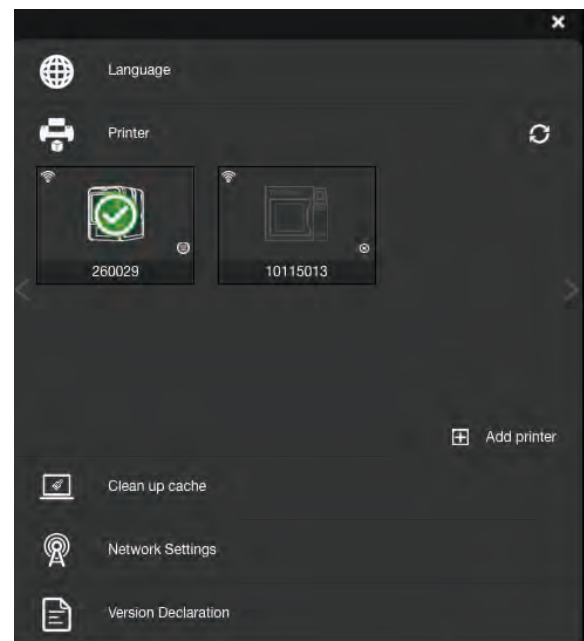 Language
Printer
260029
10115013
Add printer
Clean up cache
Network Settings
Version Declaration